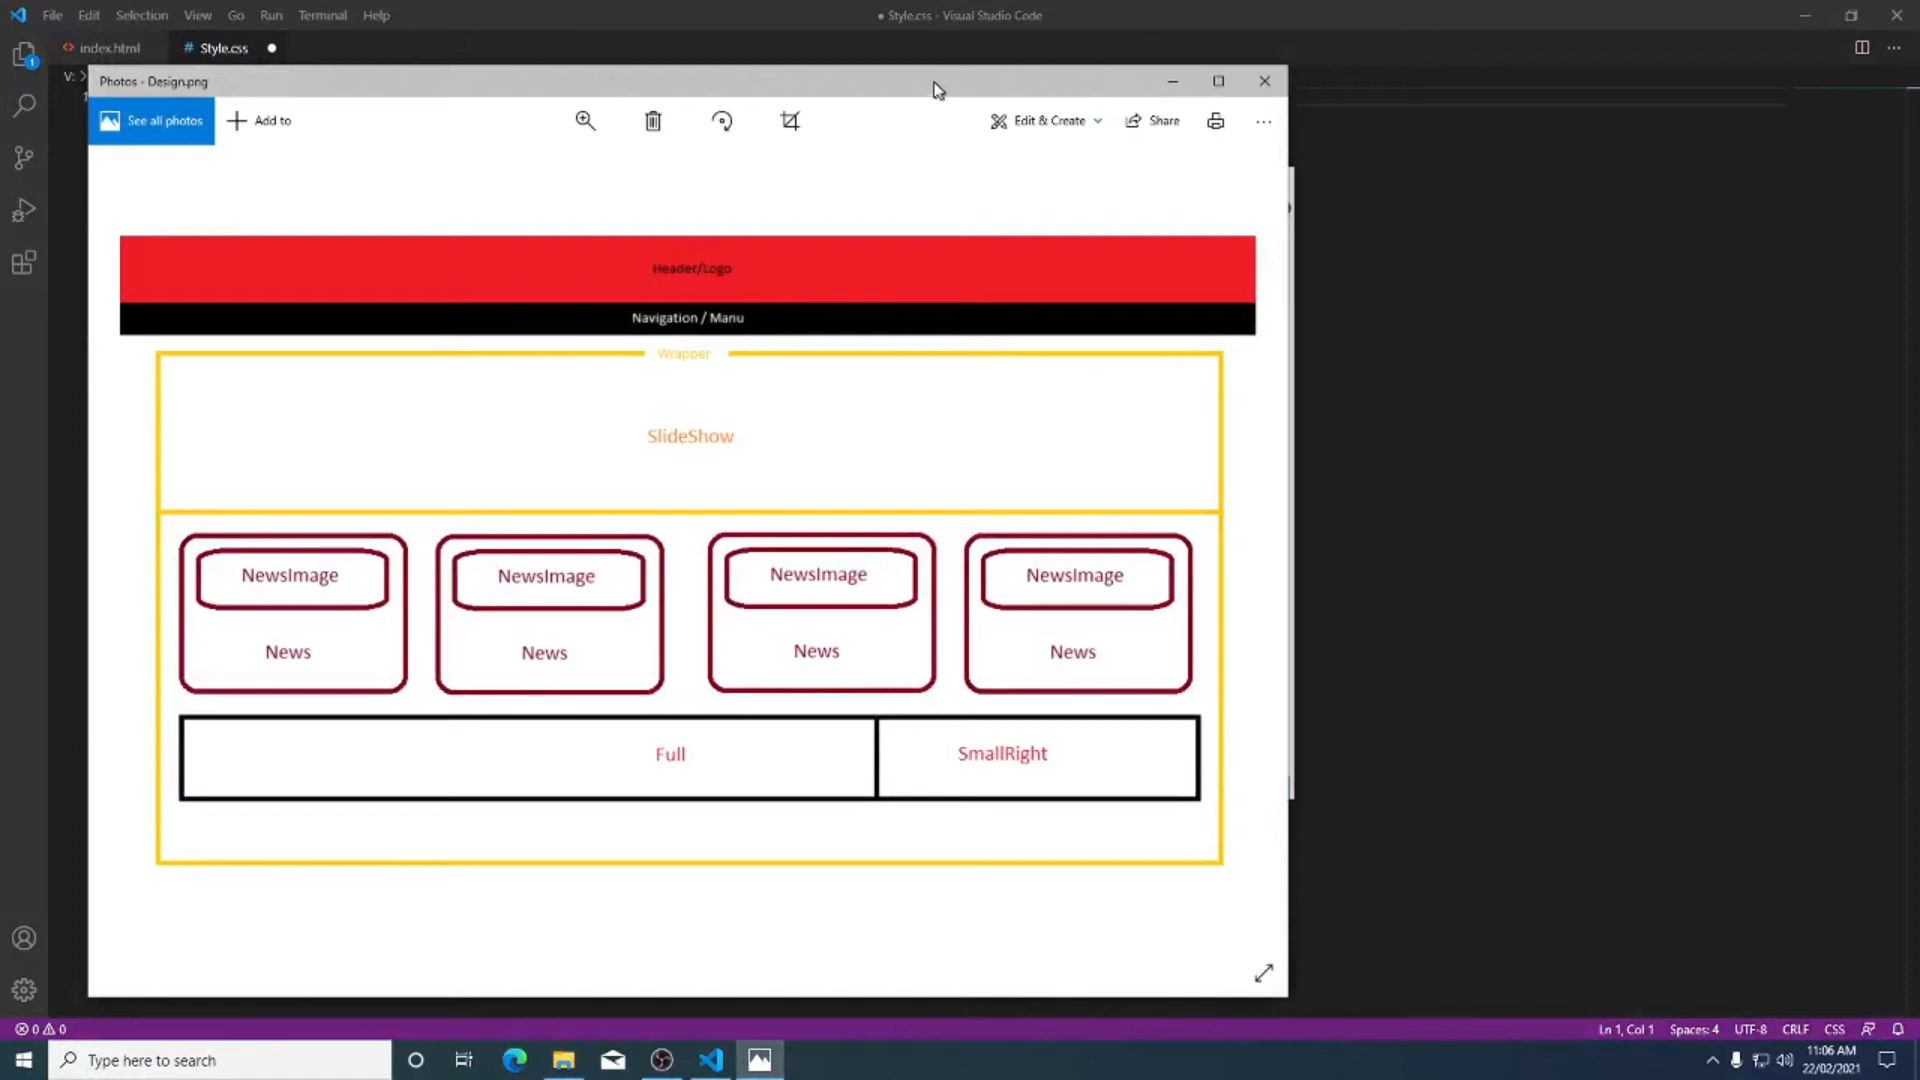 File Edit Selection View Go Run Terminal Help
● Style.css - Visual Studio Code
index.html
# Style.css
V:
1
Photos - Design.png
See all photos
Add to
Edit & Create
Share
Header/Logo
Navigation / Manu
Wrapper
SlideShow
NewsImage NewsImage NewsImage NewsImage
News News News News
Full SmallRight
0 0
Ln 1, Col 1 Spaces: 4 UTF-8 CRLF CSS
Type here to search
11:06 AM
22/02/2021